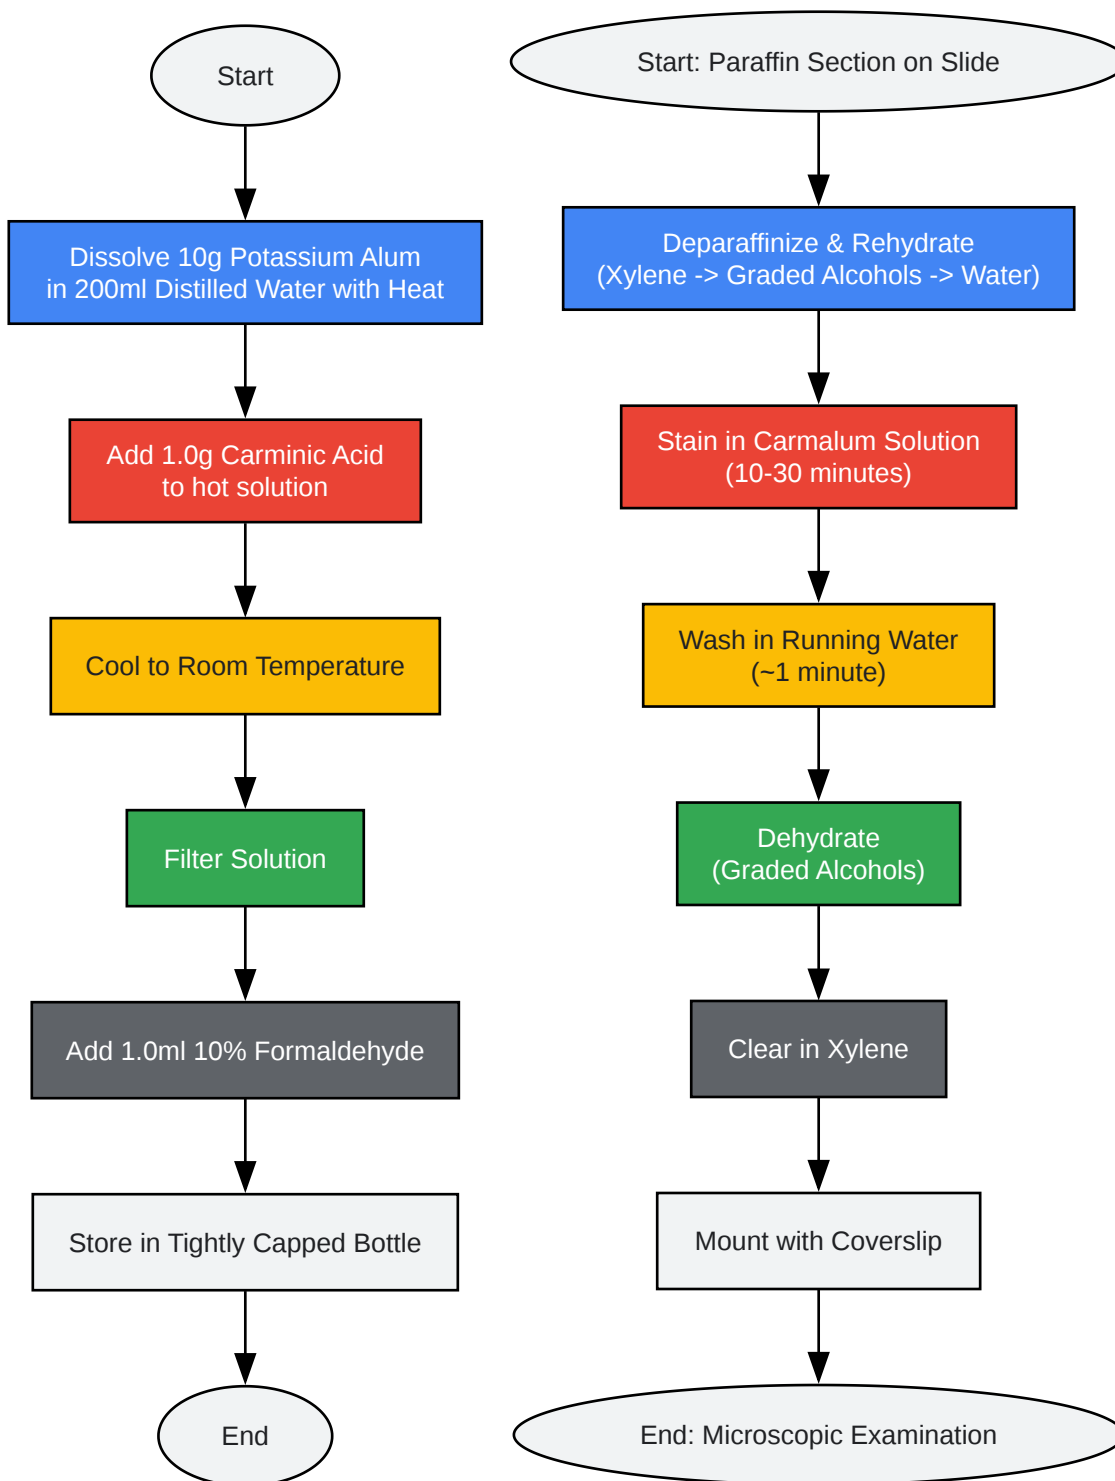 Start
Dissolve 10g Potassium Alum
in 200ml Distilled Water with Heat
Add 1.0g Carminic Acid
to hot solution
Cool to Room Temperature
Filter Solution
Add 1.0ml 10% Formaldehyde
Store in Tightly Capped Bottle
End
Start: Paraffin Section on Slide
Deparaffinize & Rehydrate
(Xylene -> Graded Alcohols -> Water)
Stain in Carmalum Solution
(10-30 minutes)
Wash in Running Water
(~1 minute)
Dehydrate
(Graded Alcohols)
Clear in Xylene
Mount with Coverslip
End: Microscopic Examination